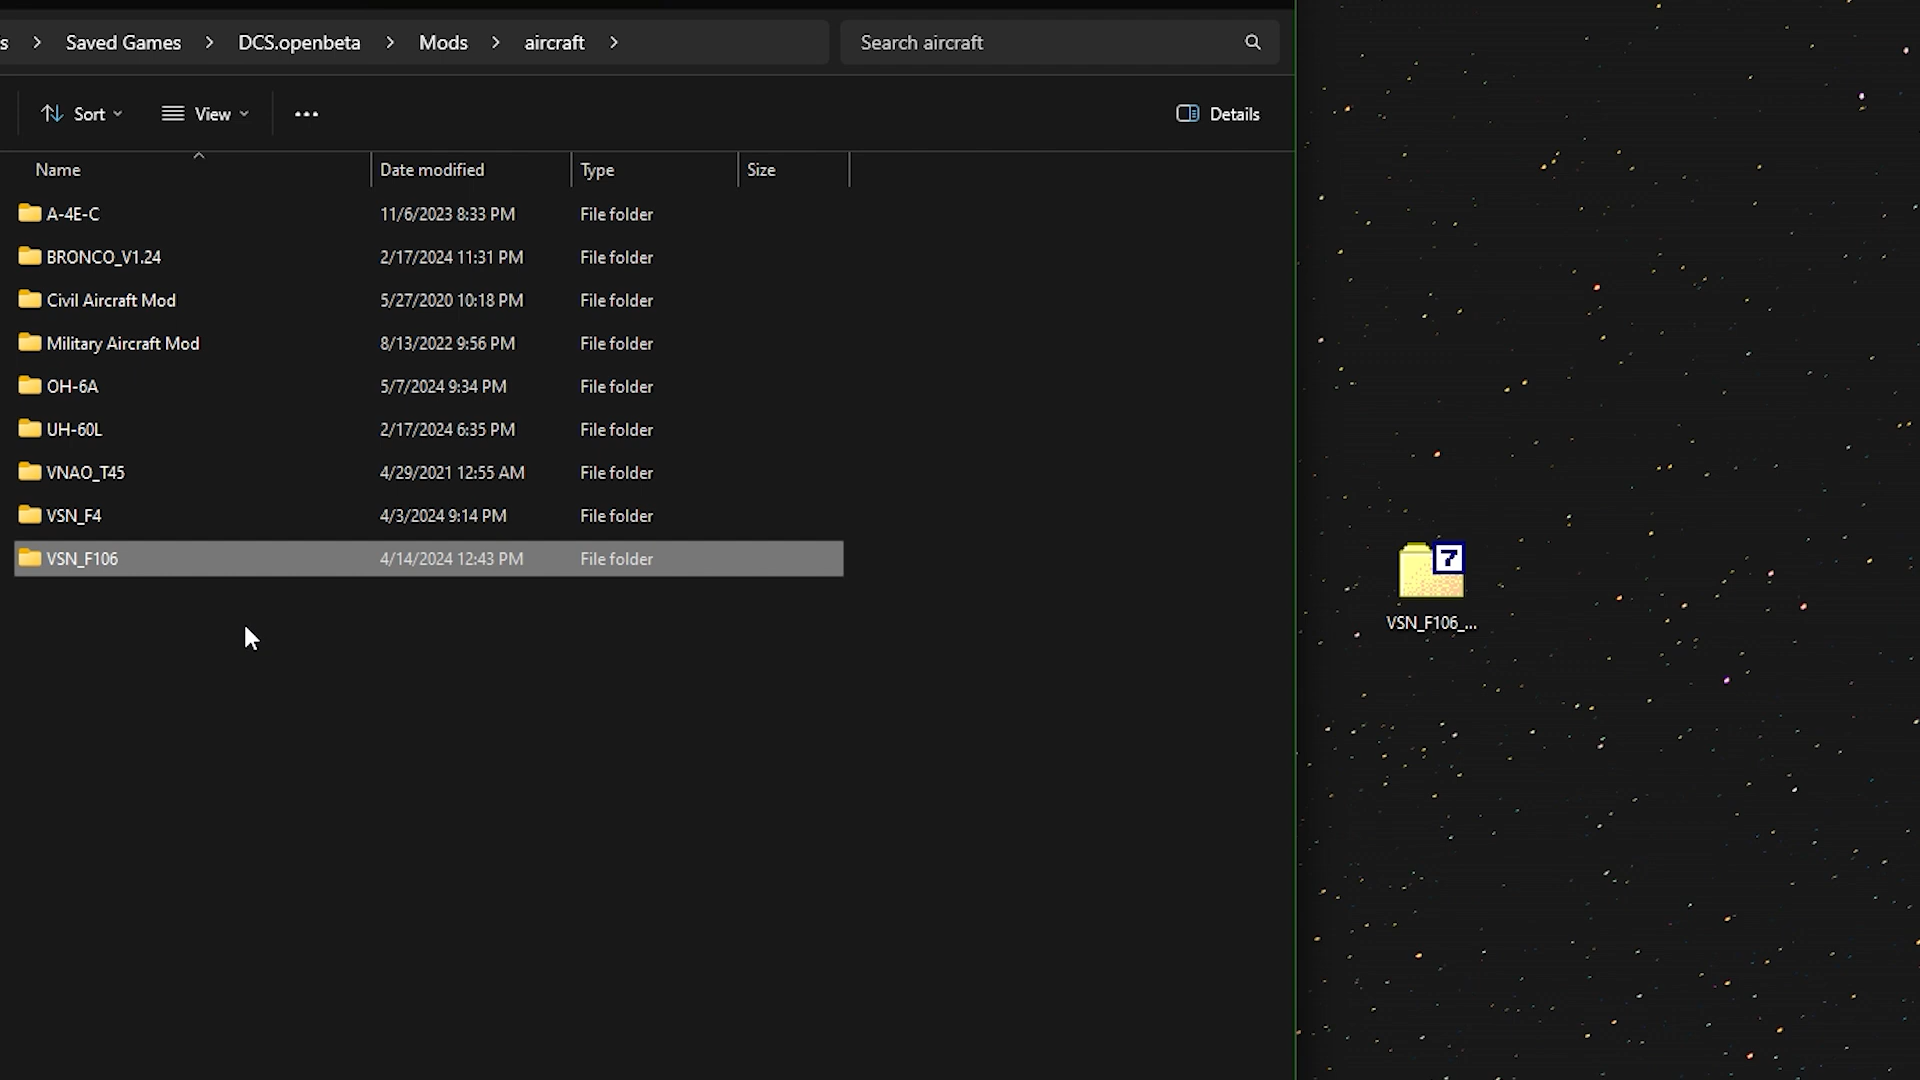 s > Saved Games > DCS.openbeta > Mods > aircraft >
Search aircraft
Sort View ••• Details
Name Date modified Type Size
A-4E-C 11/6/2023 8:33 PM File folder
BRONCO_V1.24 2/17/2024 11:31 PM File folder
Civil Aircraft Mod 5/27/2020 10:18 PM File folder
Military Aircraft Mod 8/13/2022 9:56 PM File folder
OH-6A 5/7/2024 9:34 PM File folder
UH-60L 2/17/2024 6:35 PM File folder
VNAO_T45 4/29/2021 12:55 AM File folder
VSN_F4 4/3/2024 9:14 PM File folder
VSN_F106 4/14/2024 12:43 PM File folder
7
VSN_F106_...